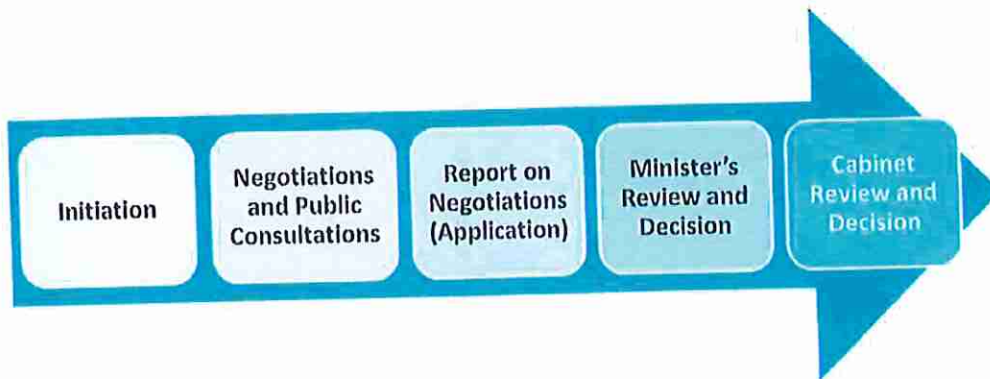 Initiation
Negotiations
and Public
Consultations
Report on
Negotiations
(Application)
Minister's
Review and
Decision
Cabinet
Review and
Decision